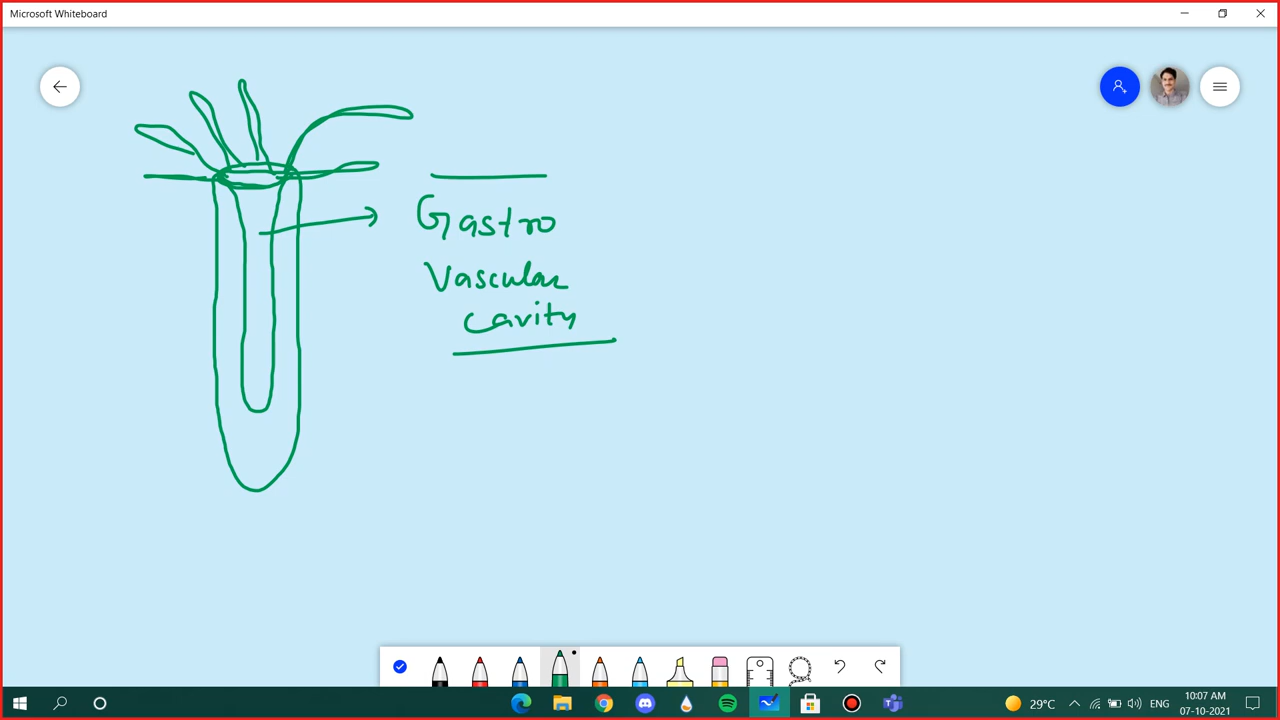 Microsoft Whiteboard
Gastro
Vascular
cavity
29°C
ENG
10:07 AM
07-10-2021